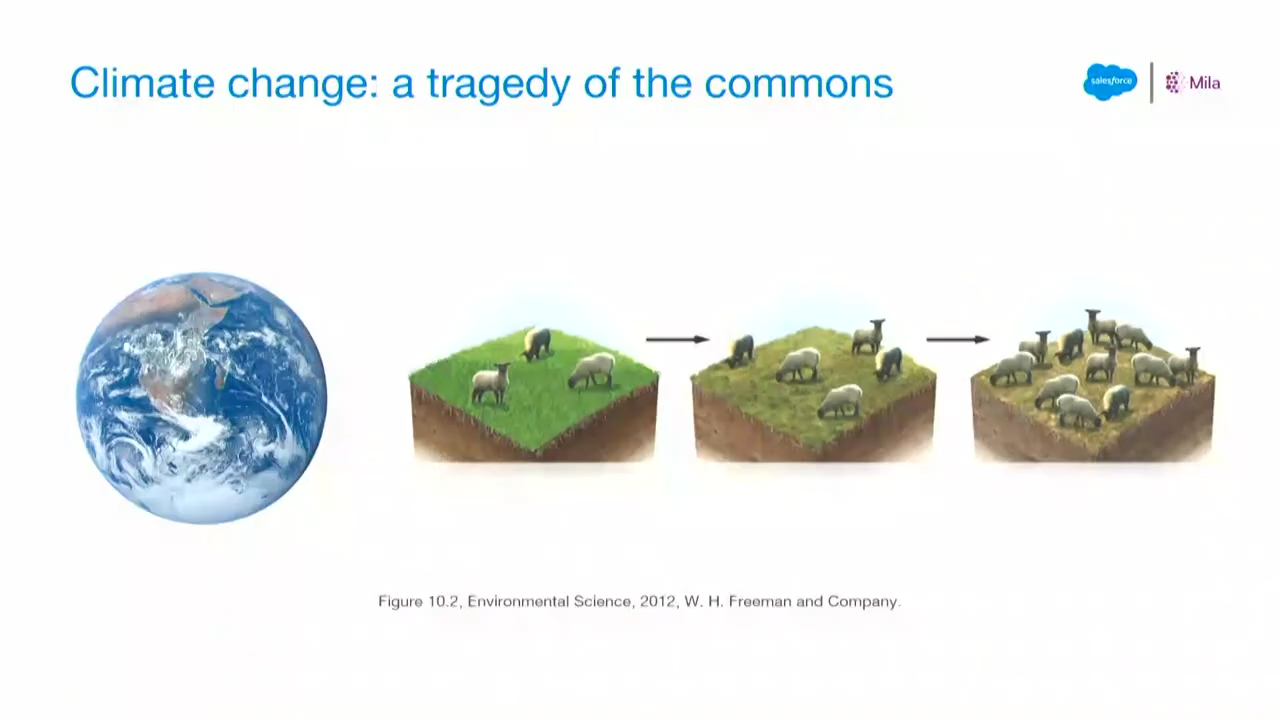 Climate change: a tragedy of the commons
salesforce
Mila
Figure 10.2, Environmental Science, 2012, W. H. Freeman and Company.